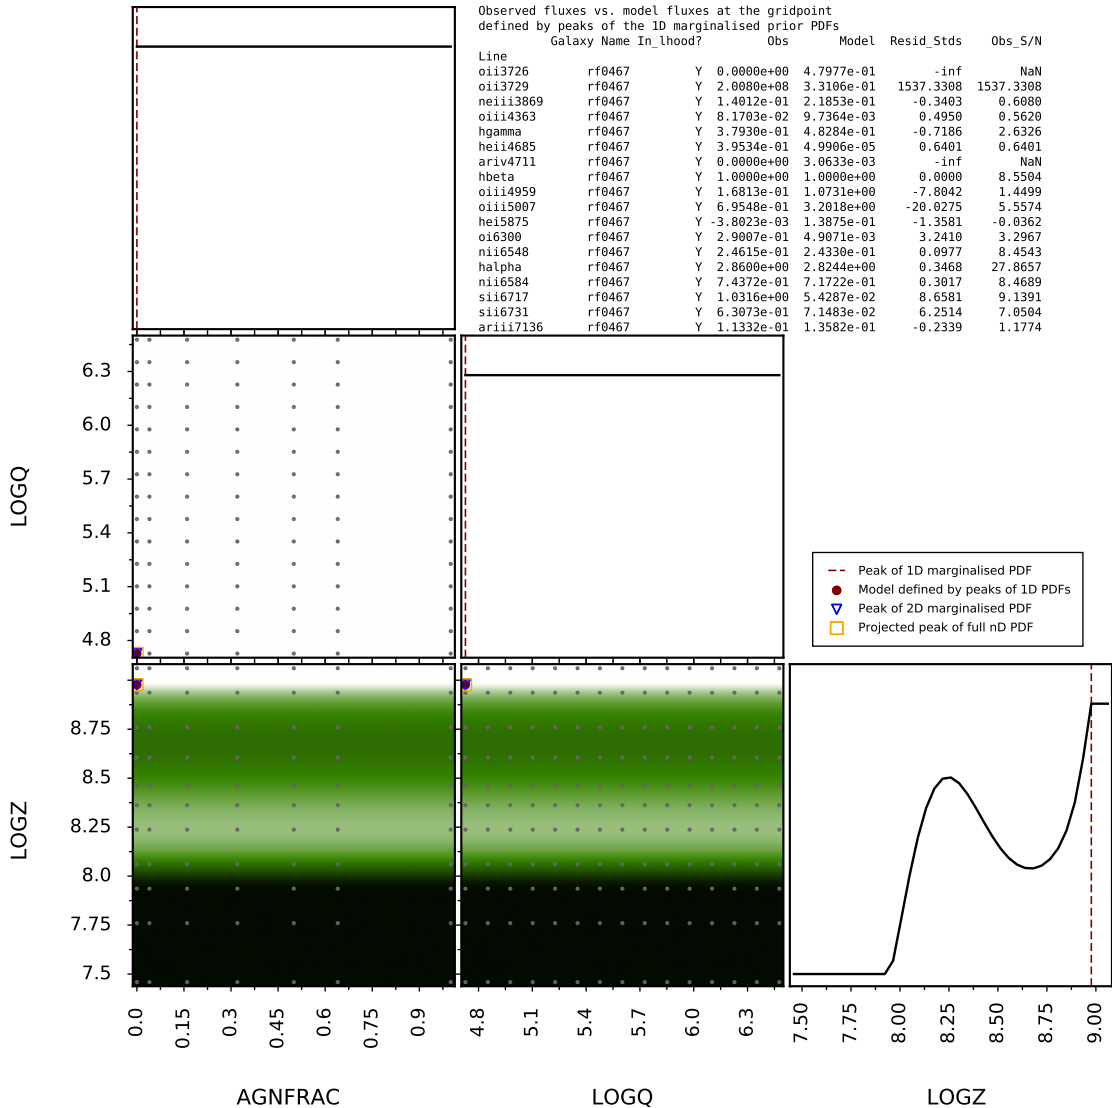 Observed fluxes vs. model fluxes at the gridpoint
defined by peaks of the 1D marginalised prior PDFs
Galaxy Name In_lhood? Obs Model Resid_Stds Obs_S/N
Line
oii3726 rf0467 Y 0.0000e+00 4.7977e-01 -inf NaN
oii3729 rf0467 Y 2.0080e+08 3.3106e-01 1537.3308 1537.3308
neiii3869 rf0467 Y 1.4012e-01 2.1853e-01 -0.3403 0.6080
oiii4363 rf0467 Y 8.1703e-02 9.7364e-03 0.4950 0.5620
hgamma rf0467 Y 3.7930e-01 4.8284e-01 -0.7186 2.6326
heii4685 rf0467 Y 3.9534e-01 4.9906e-05 0.6401 0.6401
ariv4711 rf0467 Y 0.0000e+00 3.0633e-03 -inf NaN
hbeta rf0467 Y 1.0000e+00 1.0000e+00 0.0000 8.5504
oiii4959 rf0467 Y 1.6813e-01 1.0731e+00 -7.8042 1.4499
oiii5007 rf0467 Y 6.9548e-01 3.2018e+00 -20.0275 5.5574
hei5875 rf0467 Y -3.8023e-03 1.3875e-01 -1.3581 -0.0362
oi6300 rf0467 Y 2.9007e-01 4.9071e-03 3.2410 3.2967
nii6548 rf0467 Y 2.4615e-01 2.4330e-01 0.0977 8.4543
halpha rf0467 Y 2.8600e+00 2.8244e+00 0.3468 27.8657
nii6584 rf0467 Y 7.4372e-01 7.1722e-01 0.3017 8.4689
sii6717 rf0467 Y 1.0316e+00 5.4287e-02 8.6581 9.1391
sii6731 rf0467 Y 6.3073e-01 7.1483e-02 6.2514 7.0504
ariii7136 rf0467 Y 1.1332e-01 1.3582e-01 -0.2339 1.1774
LOGQ
6.3
6.0
5.7
5.4
5.1
4.8
Peak of 1D marginalised PDF
Model defined by peaks of 1D PDFs
Peak of 2D marginalised PDF
Projected peak of full nD PDF
LOGZ
8.75
8.5
8.25
8.0
7.75
7.5
0.0 0.15 0.3 0.45 0.6 0.75 0.9
4.8 5.1 5.4 5.7 6.0 6.3
7.50 7.75 8.00 8.25 8.50 8.75 9.00
AGNFRAC LOGQ LOGZ